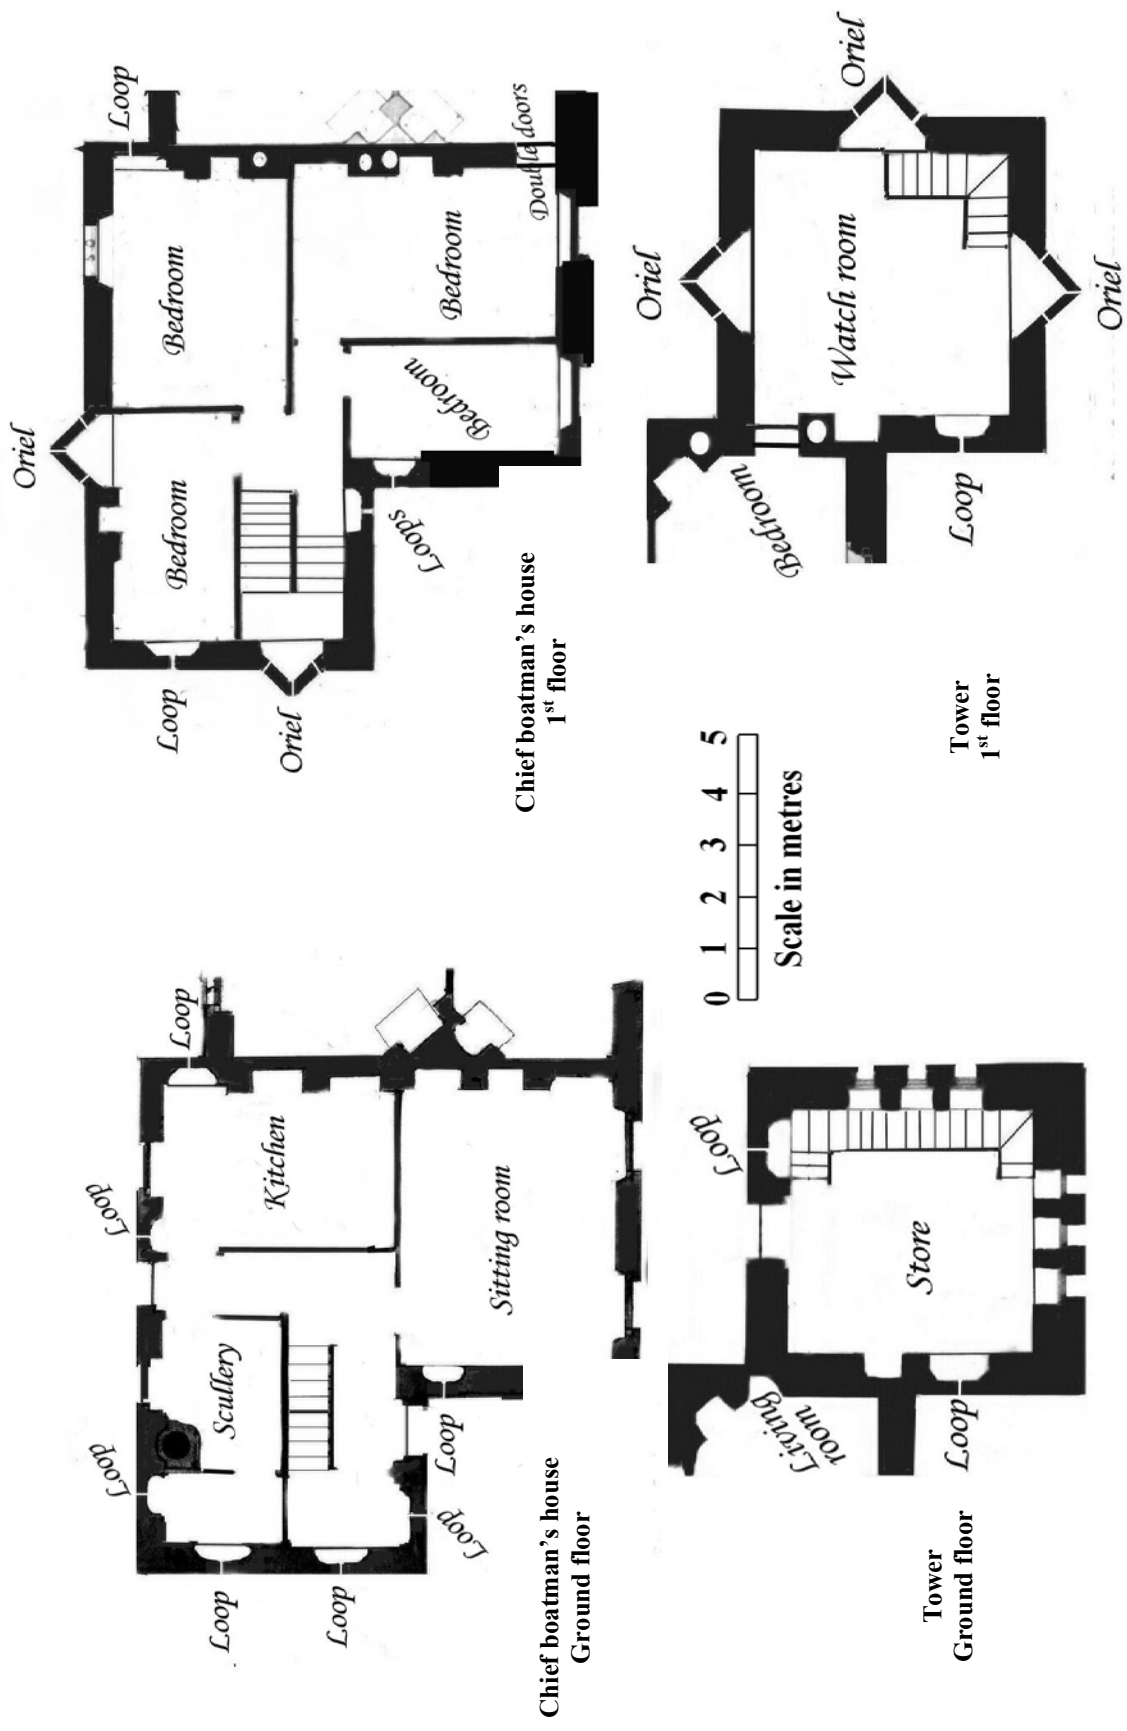 Loop
Loop
Loop
Kitchen
Scullery
Sitting room
Loop
Loop
Loop
Loop
Chief boatman's house
Ground floor
Oriel
Loop
Bedroom
Bedroom
Loop
Bedroom
Bedroom
Double doors
Loops
Oriel
Chief boatman's house
1st floor
Loop
Living
room
Store
Loop
Tower
Ground floor
0 1 2 3 4 5
Scale in metres
Oriel
Oriel
Bedroom
Watch room
Loop
Oriel
Tower
1st floor